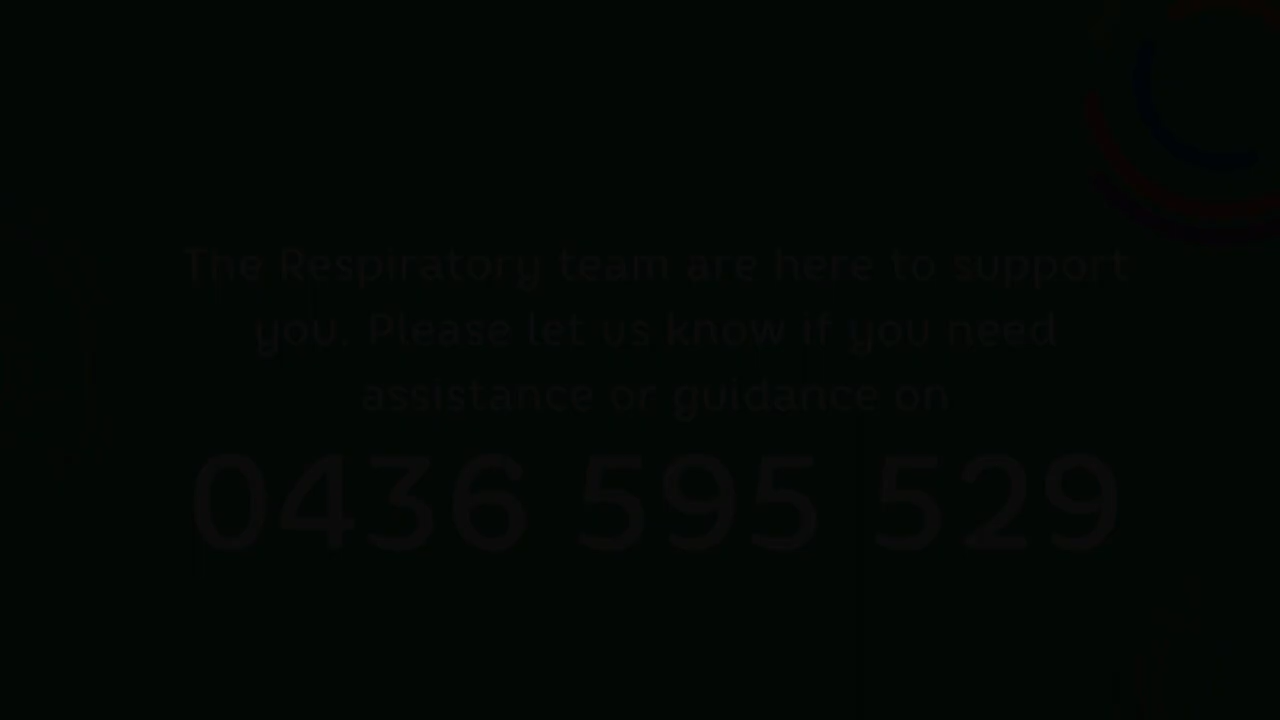 The Respiratory team are here to support
you. Please let us know if you need
assistance or guidance on
0436 595 529